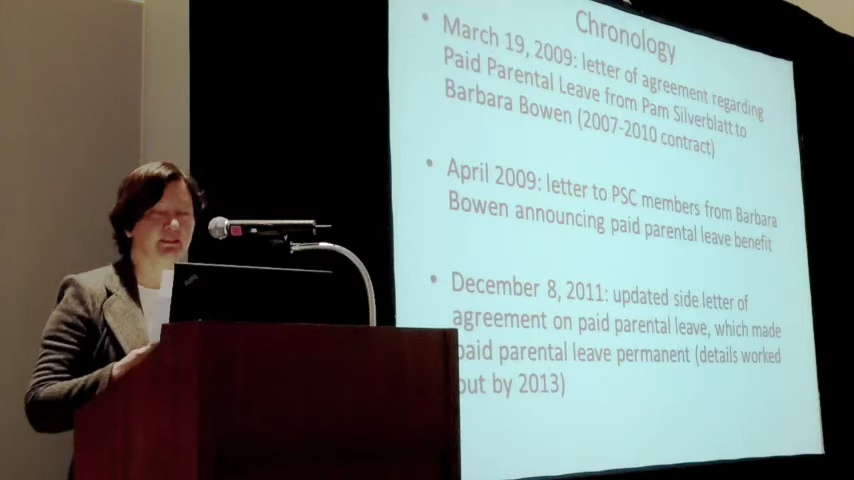 Chronology
• March 19, 2009: letter of agreement regarding
Paid Parental Leave from Pam Silverblatt to
Barbara Bowen (2007-2010 contract)
• April 2009: letter to PSC members from Barbara
Bowen announcing paid parental leave benefit
• December 8, 2011: updated side letter of
agreement on paid parental leave, which made
paid parental leave permanent (details worked
out by 2013)